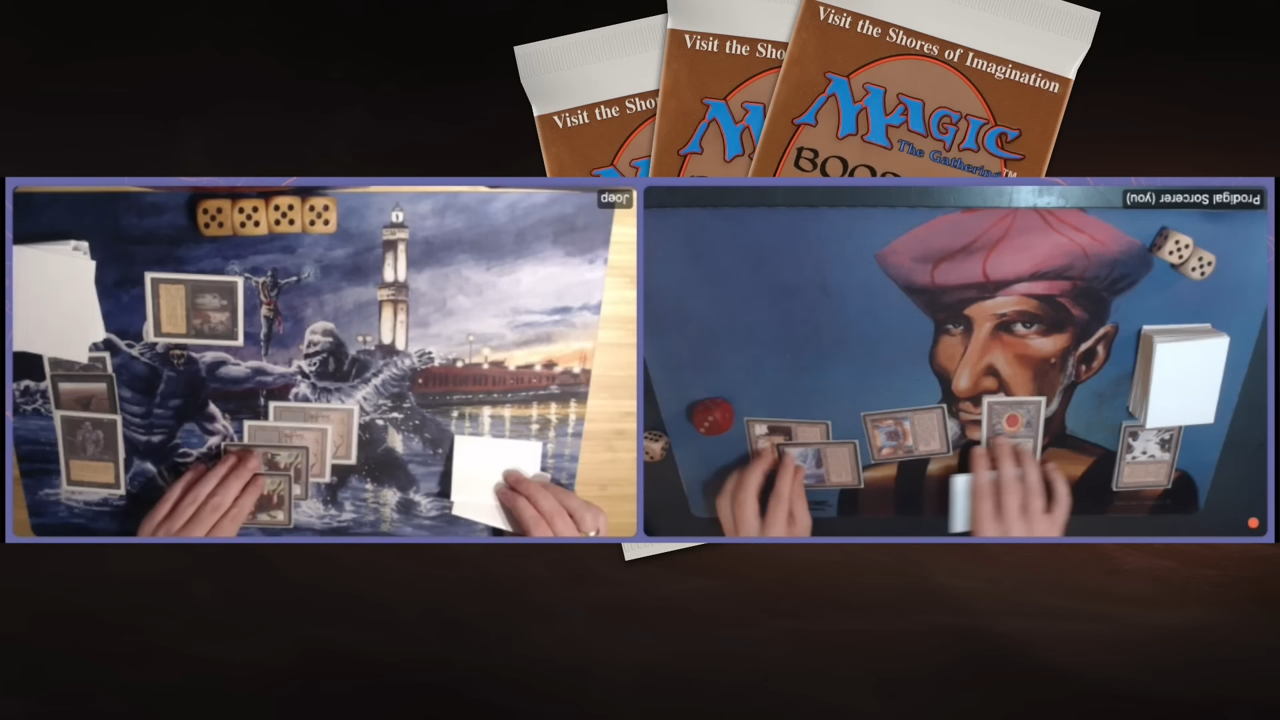 Visit the Shores of Imagination
Visit the Sho
Visit the Sho
MAGIC
The Gathering
TM
BOOS
M
Joep
Prodigal Sorcerer (you)